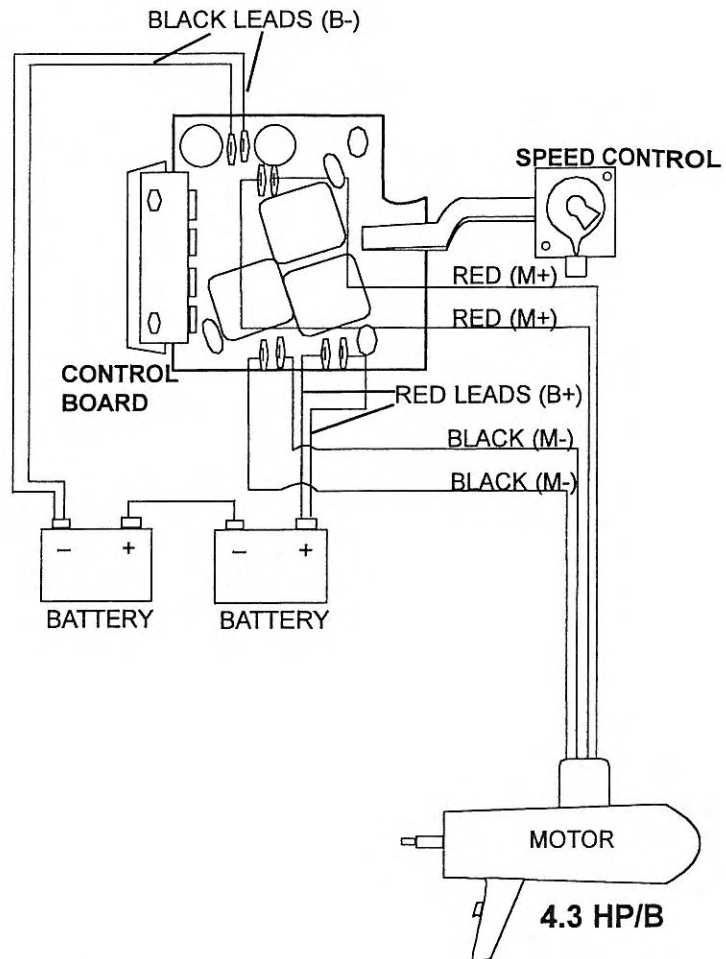 BLACK LEADS (B-)
SPEED CONTROL
RED (M+)
RED (M+)
CONTROL
BOARD
RED LEADS (B+)
BLACK (M-)
BLACK (M-)
− +
− +
BATTERY
BATTERY
MOTOR
4.3 HP/B